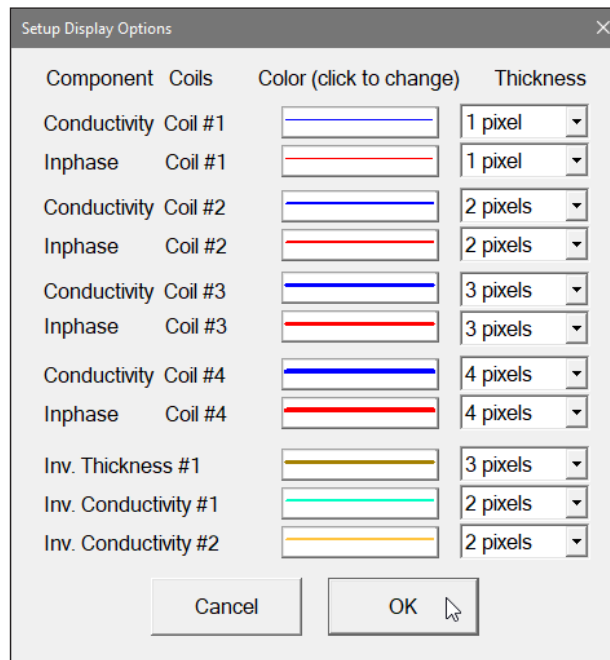 Setup Display Options
Component Coils Color (click to change) Thickness
Conductivity Coil #1 1 pixel
Inphase Coil #1 1 pixel
Conductivity Coil #2 2 pixels
Inphase Coil #2 2 pixels
Conductivity Coil #3 3 pixels
Inphase Coil #3 3 pixels
Conductivity Coil #4 4 pixels
Inphase Coil #4 4 pixels
Inv. Thickness #1 3 pixels
Inv. Conductivity #1 2 pixels
Inv. Conductivity #2 2 pixels
Cancel OK